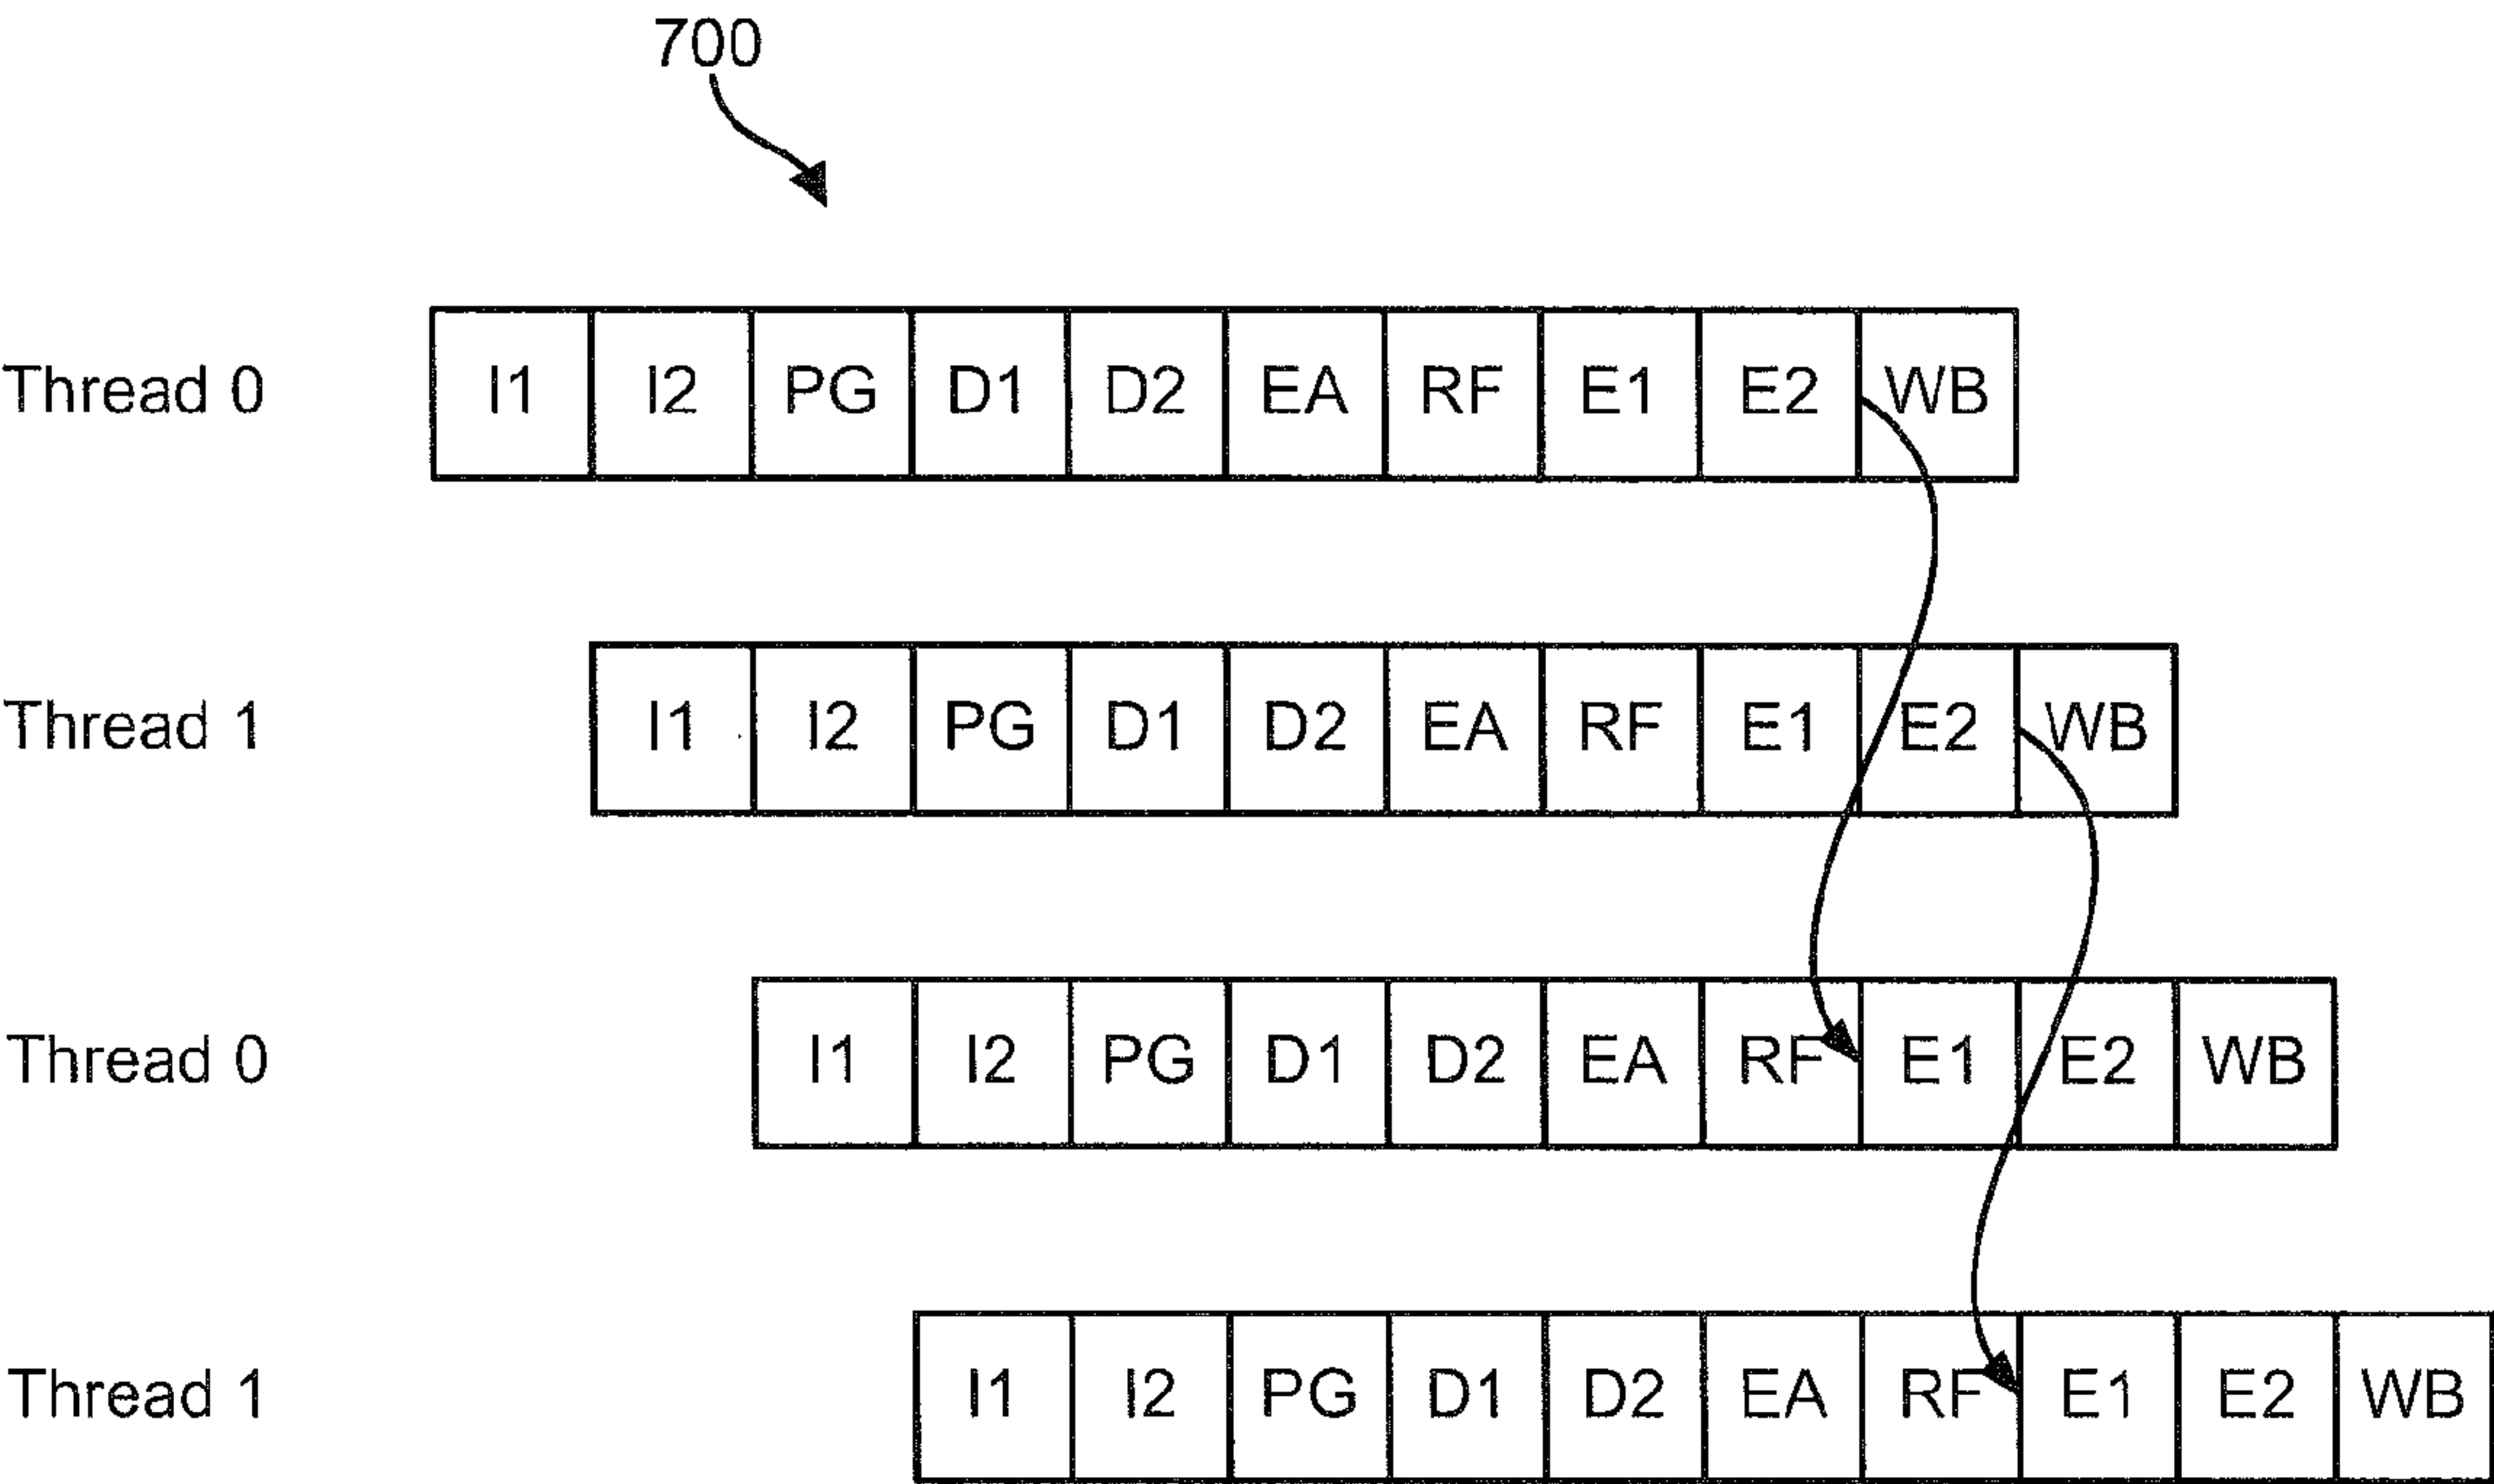 700
Thread 0 I1 I2 PG D1 D2 EA RF E1 E2 WB
Thread 1 I1 I2 PG D1 D2 EA RF E1 E2 WB
Thread 0 I1 I2 PG D1 D2 EA RF E1 E2 WB
Thread 1 I1 I2 PG D1 D2 EA RF E1 E2 WB